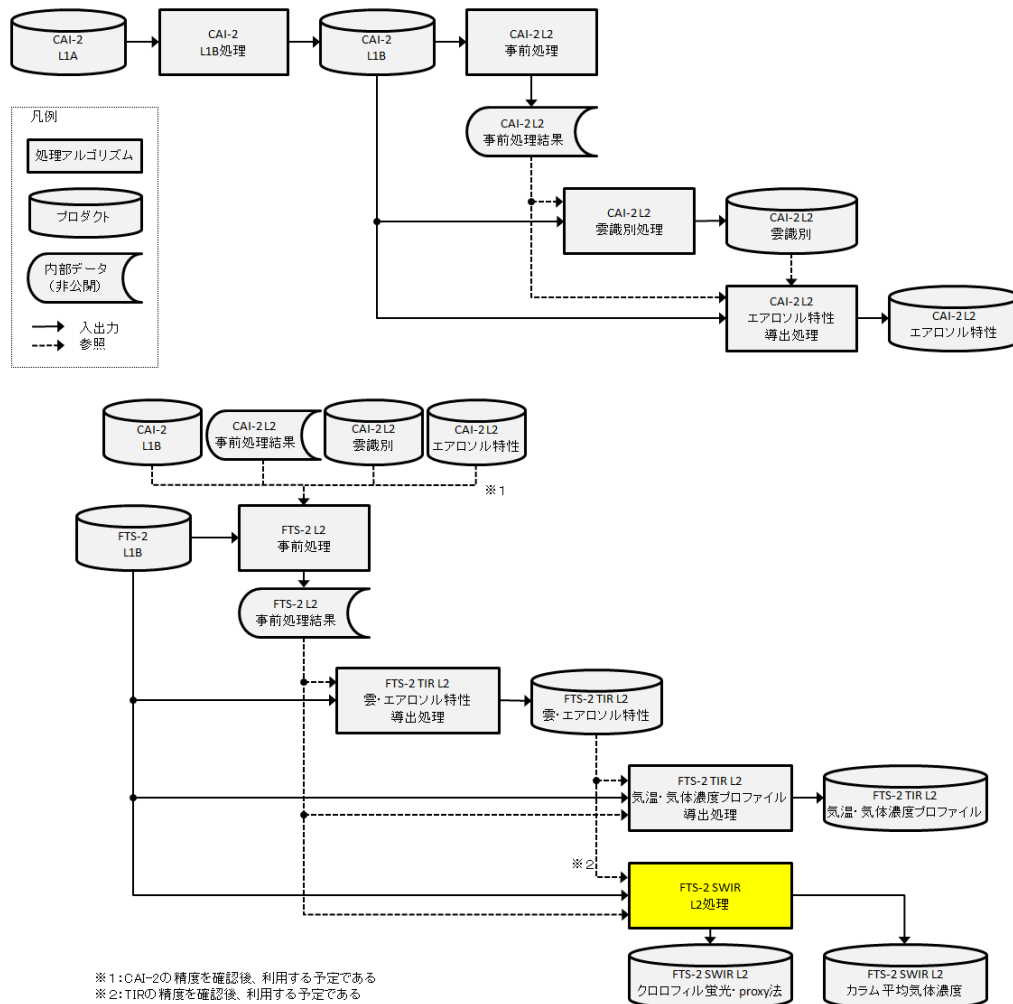 CAI-2
L1A
CAI-2
L1B処理
CAI-2
L1B
CAI-2 L2
事前処理
凡例
処理アルゴリズム
プロダクト
内部データ
（非公開）
入出力
参照
CAI-2 L2
事前処理結果
CAI-2 L2
雲識別処理
CAI-2 L2
雲識別
CAI-2 L2
エアロソル特性
導出処理
CAI-2 L2
エアロソル特性
CAI-2
L1B
CAI-2 L2
事前処理結果
CAI-2 L2
雲識別
CAI-2 L2
エアロソル特性
※1
FTS-2
L1B
FTS-2 L2
事前処理
FTS-2 L2
事前処理結果
FTS-2 TIR L2
雲・エアロソル特性
導出処理
FTS-2 TIR L2
雲・エアロソル特性
FTS-2 TIR L2
気温・気体濃度プロファイル
導出処理
FTS-2 TIR L2
気温・気体濃度プロファイル
※2
FTS-2 SWIR
L2処理
FTS-2 SWIR L2
クロロフィル蛍光・proxy法
FTS-2 SWIR L2
カラム平均気体濃度
※1：CAI-2の精度を確認後、利用する予定である
※2：TIRの精度を確認後、利用する予定である